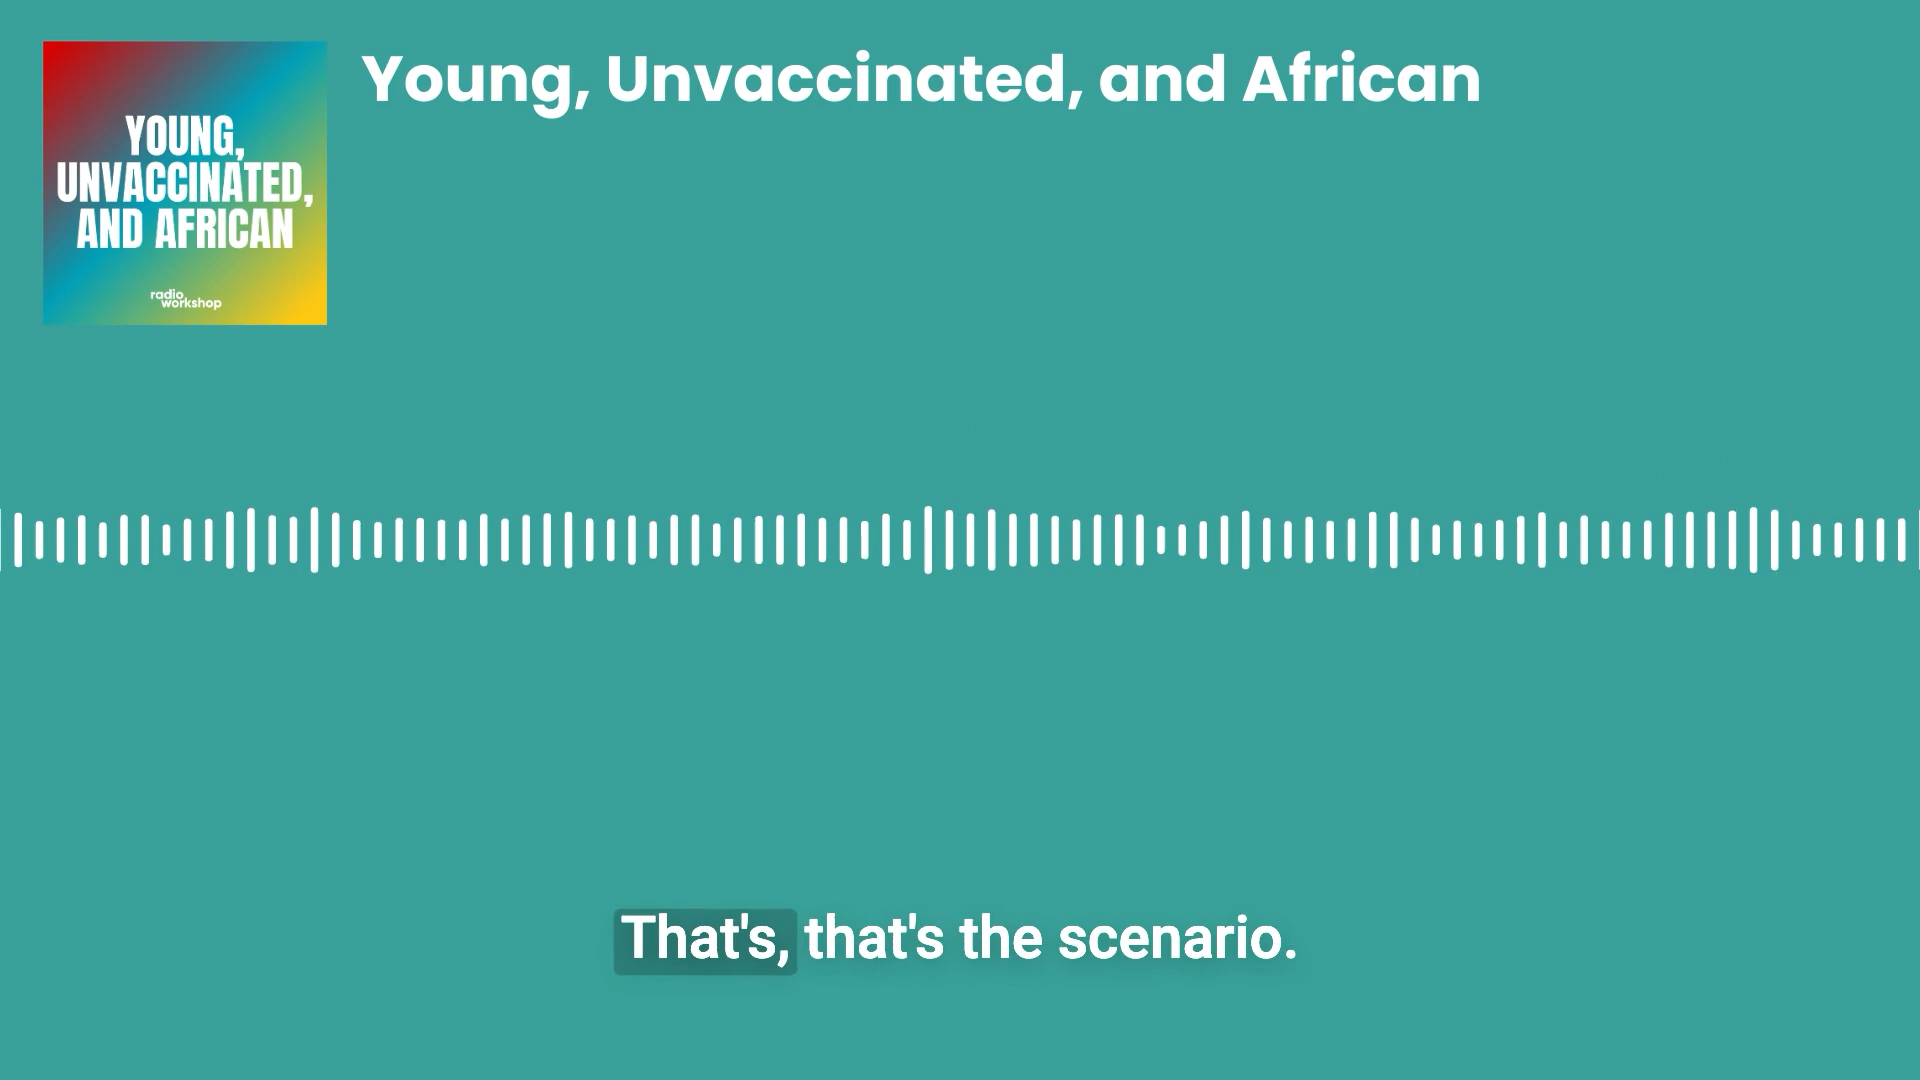 YOUNG,
UNVACCINATED,
AND AFRICAN
radio
workshop
Young, Unvaccinated, and African
That's, that's the scenario.